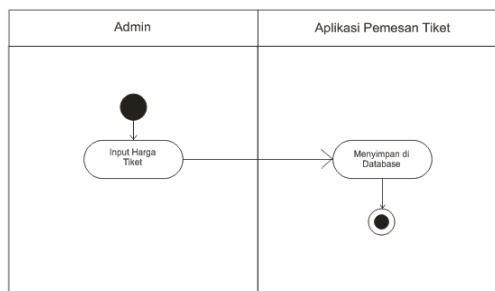 Admin
Aplikasi Pemesan Tiket
Input Harga
Tiket
Menyimpan di
Database